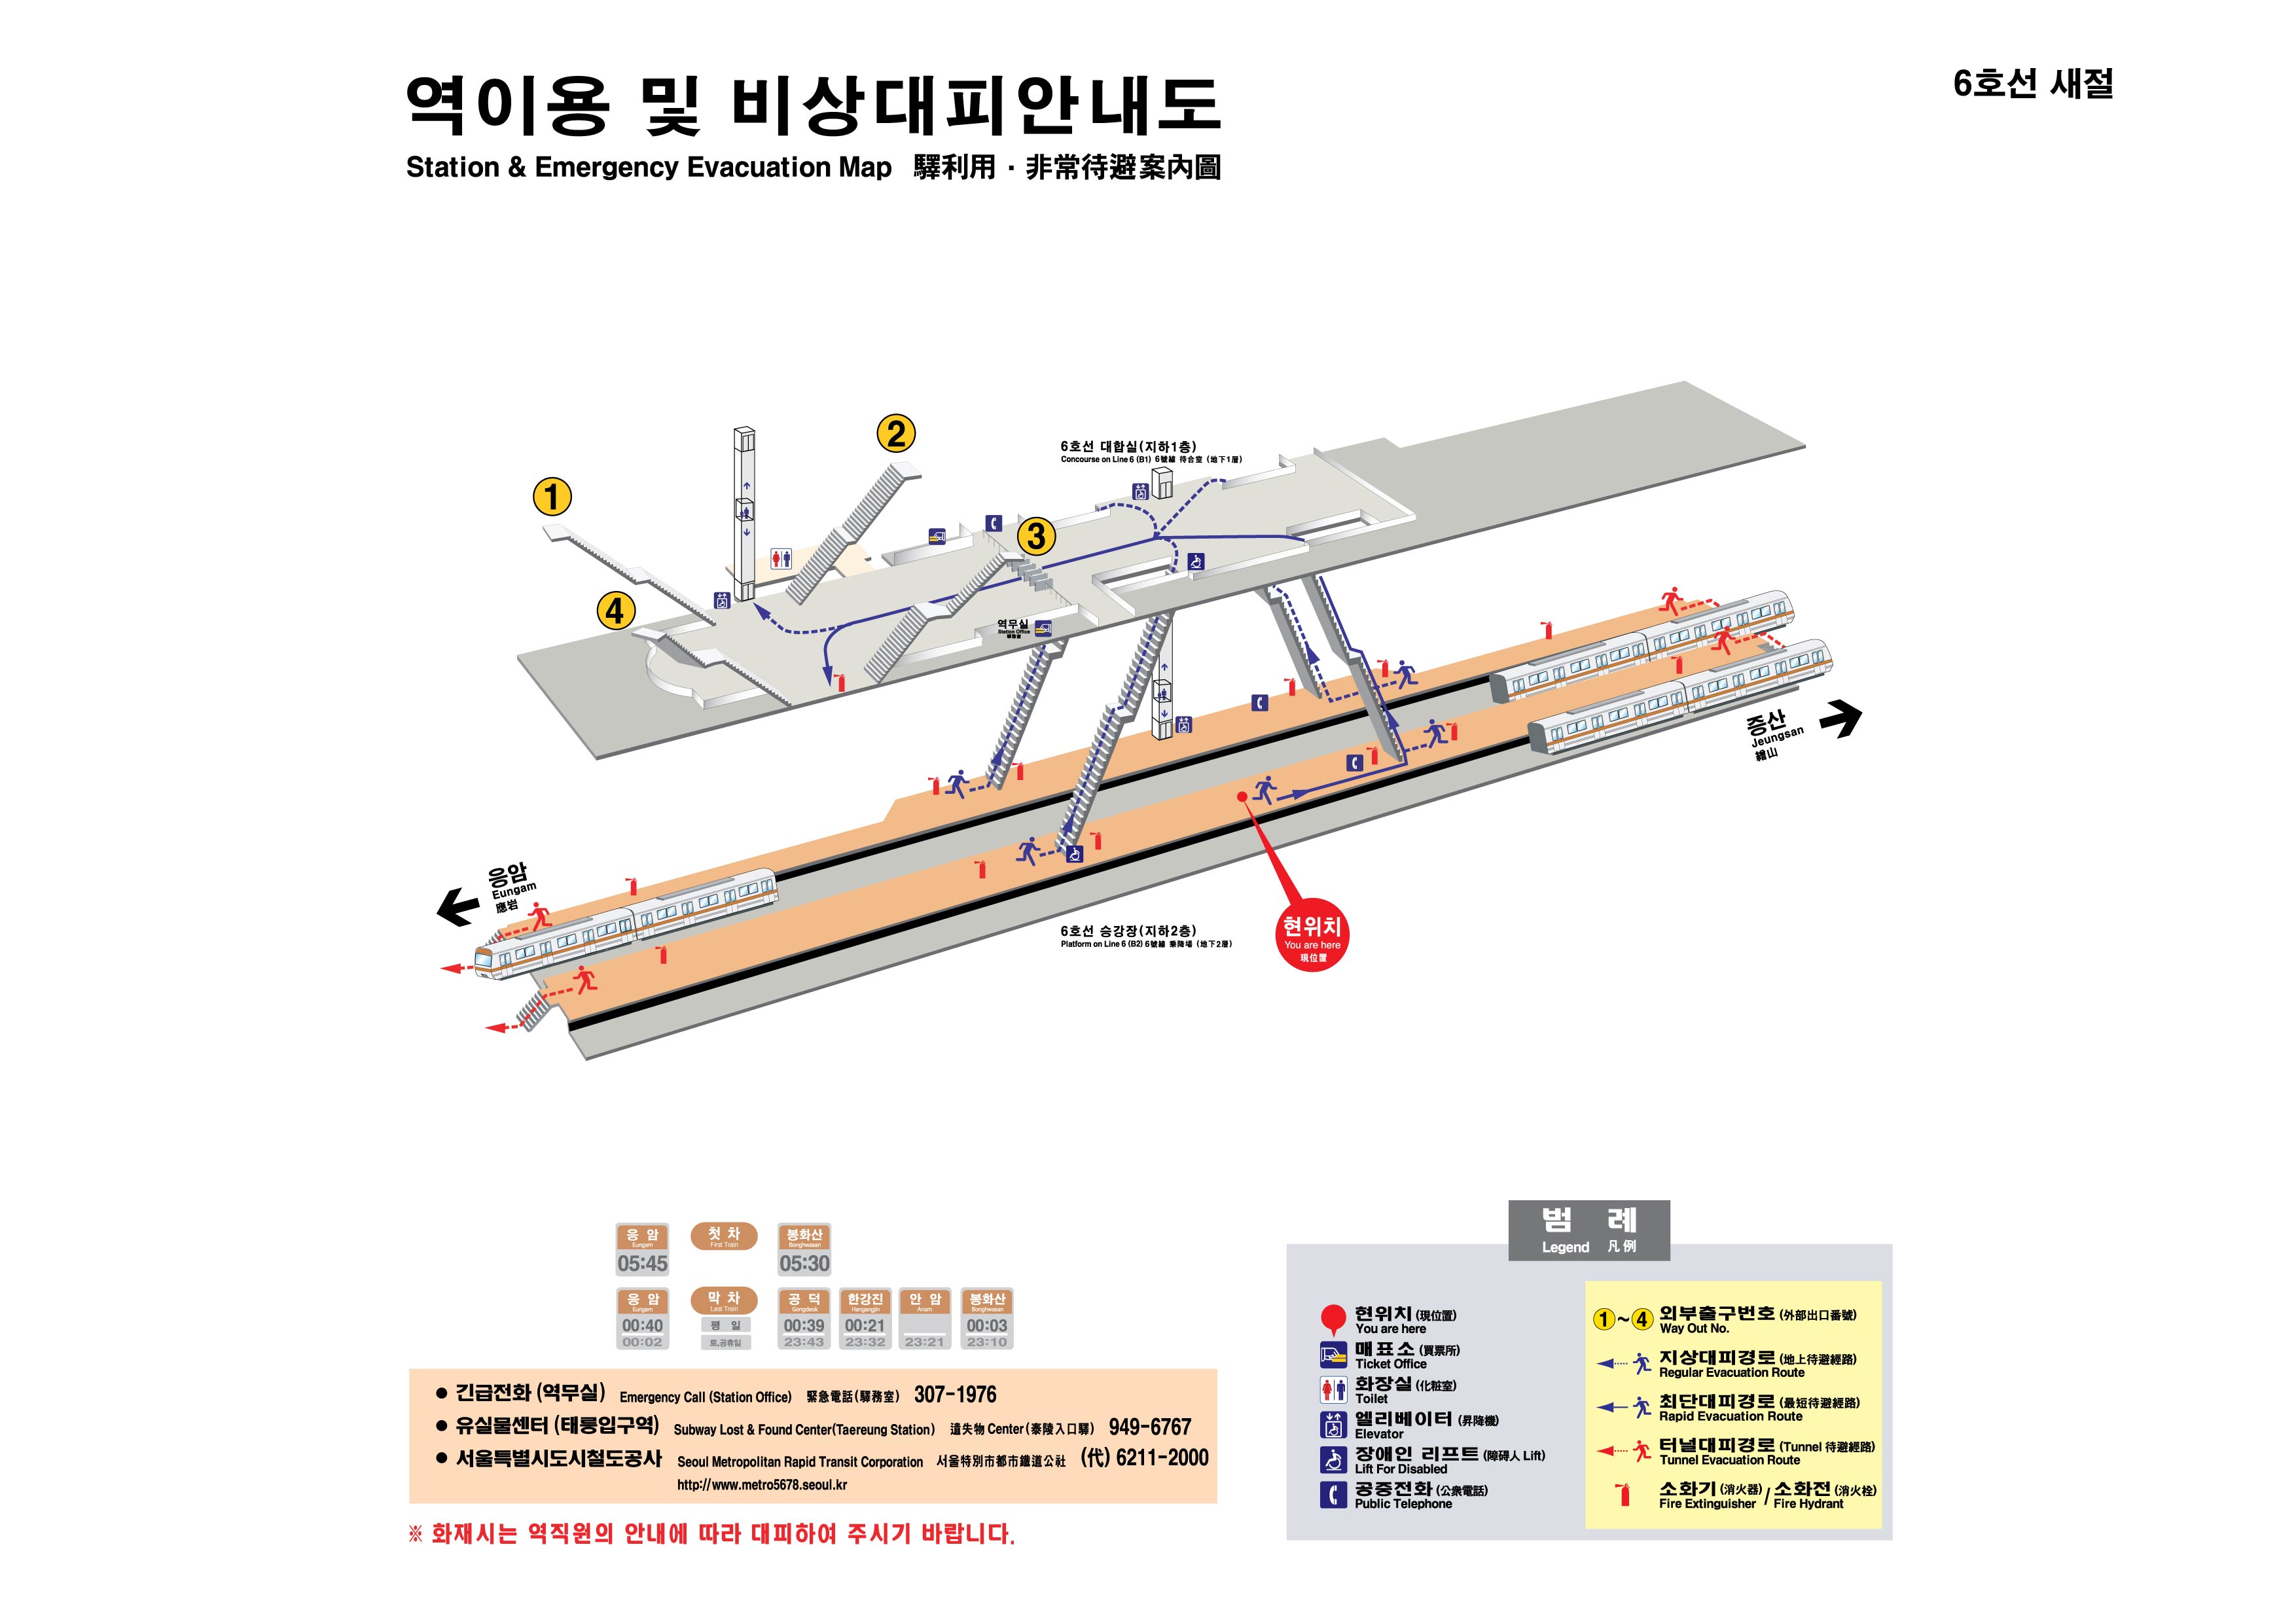 역이용 및 비상대피안내도
Station & Emergency Evacuation Map 驛利用 · 非常待避案內圖
6호선 새절
1
2
3
4
6호선 대합실(지하1층)
Concourse on Line 6 (B1) 6號線 待合室 (地下1層)
역무실
Station Office
驛務室
증산
Jeungsan
繒山
응암
Eungam
應岩
6호선 승강장(지하2층)
Platform on Line 6 (B2) 6號線 乘降場 (地下2層)
현위치
You are here
現位置
응 암
Eungam
05:45
첫 차
First Train
봉화산
Bonghwasan
05:30
응 암
Eungam
00:40
00:02
막 차
Last Train
평 일
토,공휴일
공 덕
Gongdeok
00:39
23:43
한강진
Hangangjin
00:21
23:32
안 암
Anam
23:21
봉화산
Bonghwasan
00:03
23:10
● 긴급전화 (역무실) Emergency Call (Station Office) 緊急電話 (驛務室) 307-1976
● 유실물센터 (태릉입구역) Subway Lost & Found Center(Taereung Station) 遺失物 Center (泰陵入口驛) 949-6767
● 서울특별시도시철도공사 Seoul Metropolitan Rapid Transit Corporation 서울特別市都市鐵道公社 (代) 6211-2000
http://www.metro5678.seoul.kr
※ 화재시는 역직원의 안내에 따라 대피하여 주시기 바랍니다.
범 례
Legend 凡例
현위치 (現位置)
You are here
매표소 (買票所)
Ticket Office
화장실 (化粧室)
Toilet
엘리베이터 (昇降機)
Elevator
장애인 리프트 (障碍人 Lift)
Lift For Disabled
공중전화 (公衆電話)
Public Telephone
1~4 외부출구번호 (外部出口番號)
Way Out No.
지상대피경로 (地上待避經路)
Regular Evacuation Route
최단대피경로 (最短待避經路)
Rapid Evacuation Route
터널대피경로 (Tunnel 待避經路)
Tunnel Evacuation Route
소화기 (消火器) / 소화전 (消火栓)
Fire Extinguisher / Fire Hydrant